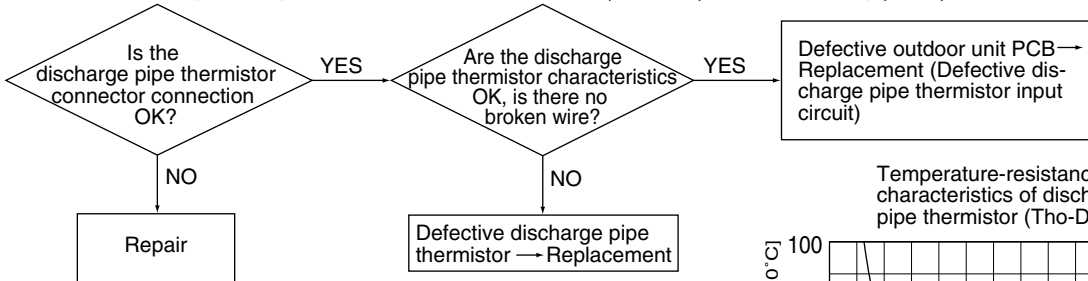 Is the
discharge pipe thermistor
connector connection
OK?
YES
Are the discharge
pipe thermistor characteristics
OK, is there no
broken wire?
YES
Defective outdoor unit PCB→
Replacement (Defective dis-
charge pipe thermistor input
circuit)
NO
Repair
NO
Defective discharge pipe
thermistor → Replacement
Temperature-resistanc
characteristics of disch
pipe thermistor (Tho-D
100
0˚C]